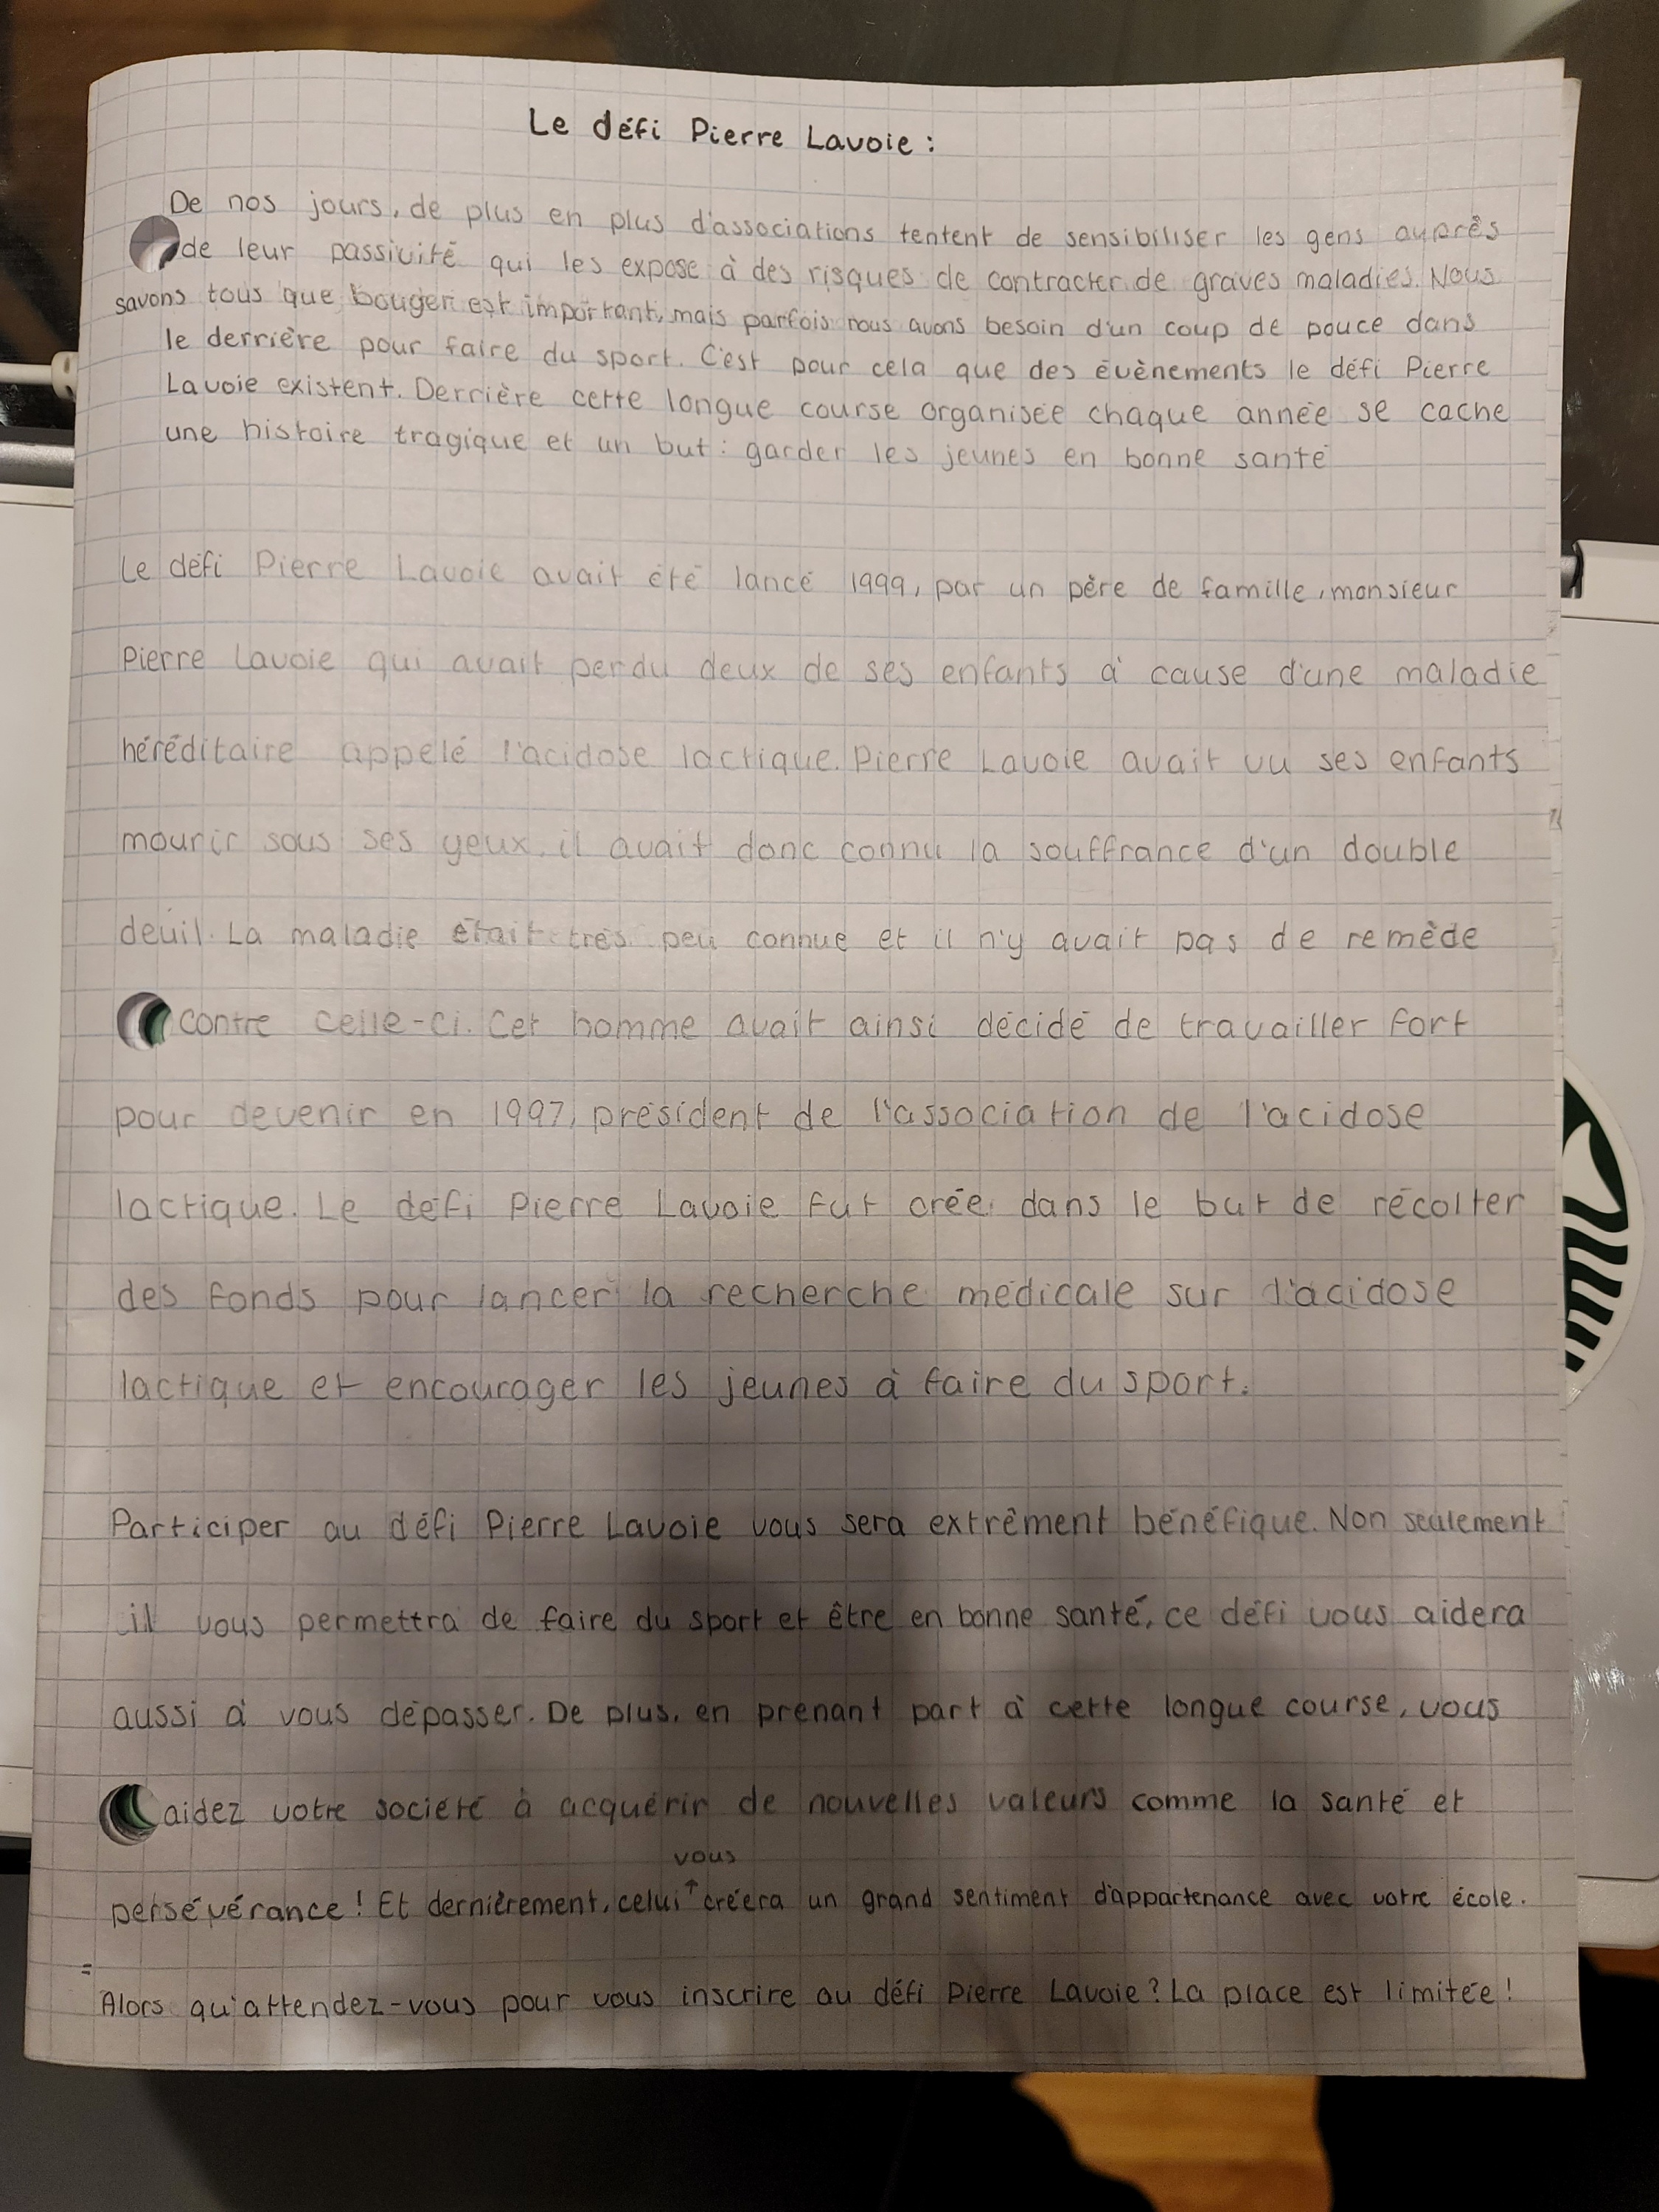 Le défi Pierre Lavoie :
De nos jours, de plus en plus d'associations tentent de sensibiliser les gens auprès
de leur passivité qui les expose à des risques de contracter de graves maladies. Nous
savons tous que bouger est important, mais parfois nous avons besoin d'un coup de pouce dans
le derrière pour faire du sport. C'est pour cela que des évènements le défi Pierre
Lavoie existent. Derrière cette longue course organisée chaque année se cache
une histoire tragique et un but : garder les jeunes en bonne santé
Le défi Pierre Lavoie avait été lancé 1999, par un père de famille, monsieur
Pierre Lavoie qui avait perdu deux de ses enfants à cause d'une maladie
héréditaire appelé l'acidose lactique. Pierre Lavoie avait vu ses enfants
mourir sous ses yeux, il avait donc connu la souffrance d'un double
deuil. La maladie était très peu connue et il n'y avait pas de remède
contre celle-ci. Cet homme avait ainsi décidé de travailler fort
pour devenir en 1997, président de l'association de l'acidose
lactique. Le défi Pierre Lavoie fut crée dans le but de récolter
des fonds pour lancer la recherche médicale sur l'acidose
lactique et encourager les jeunes à faire du sport.
Participer au défi Pierre Lavoie vous sera extrêment bénéfique. Non seulement
il vous permettra de faire du sport et être en bonne santé, ce défi vous aidera
aussi à vous dépasser. De plus, en prenant part à cette longue course, vous
aidez votre société à acquérir de nouvelles valeurs comme la santé et
vous
persévérance ! Et dernièrement, celui ↑ créera un grand sentiment d'appartenance avec votre école.
Alors qu'attendez-vous pour vous inscrire au défi Pierre Lavoie ? La place est limitée !